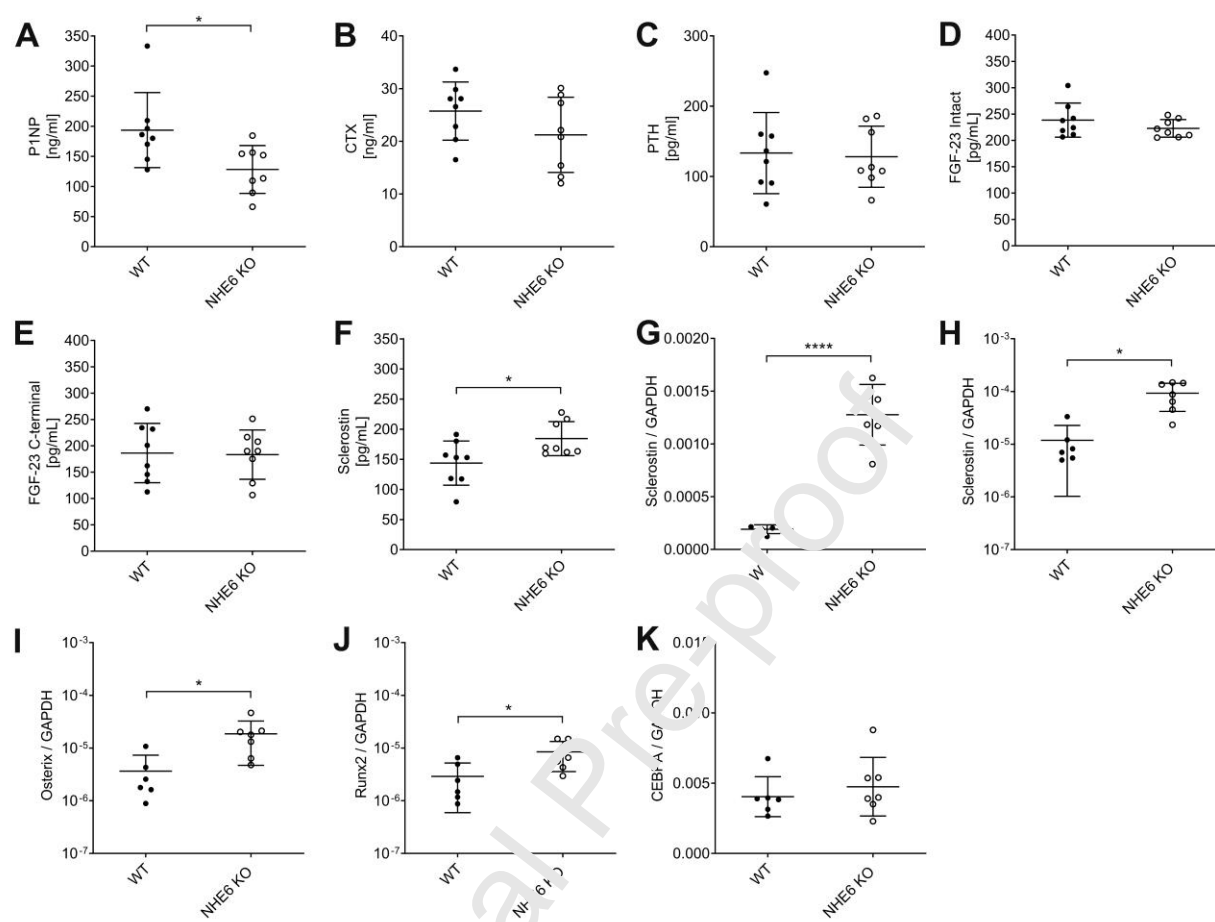 A
P1NP
[ng/ml]
350
300
250
200
150
100
50
0
*
WT
NHE6 KO
B
CTX
[ng/ml]
40
30
20
10
0
WT
NHE6 KO
C
PTH
[pg/ml]
300
200
100
0
WT
NHE6 KO
D
FGF-23 Intact
[pg/mL]
400
350
300
250
200
150
100
50
0
WT
NHE6 KO
E
FGF-23 C-terminal
[pg/mL]
400
350
300
250
200
150
100
50
0
WT
NHE6 KO
F
Sclerostin
[pg/mL]
350
300
250
200
150
100
50
0
*
WT
NHE6 KO
G
Sclerostin / GAPDH
0.0020
0.0015
0.0010
0.0005
0.0000
****
W
NHE6 KO
H
Sclerostin / GAPDH
10-3
10-4
10-5
10-6
10-7
*
WT
NHE6 KO
I
Osterix / GAPDH
10-3
10-4
10-5
10-6
10-7
*
WT
NHE6 KO
J
Runx2 / GAPDH
10-3
10-4
10-5
10-6
10-7
*
WT
6 KO
K
/ GAPDH
0.005
0.000
WT
NHE6 KO
al Pre-proof